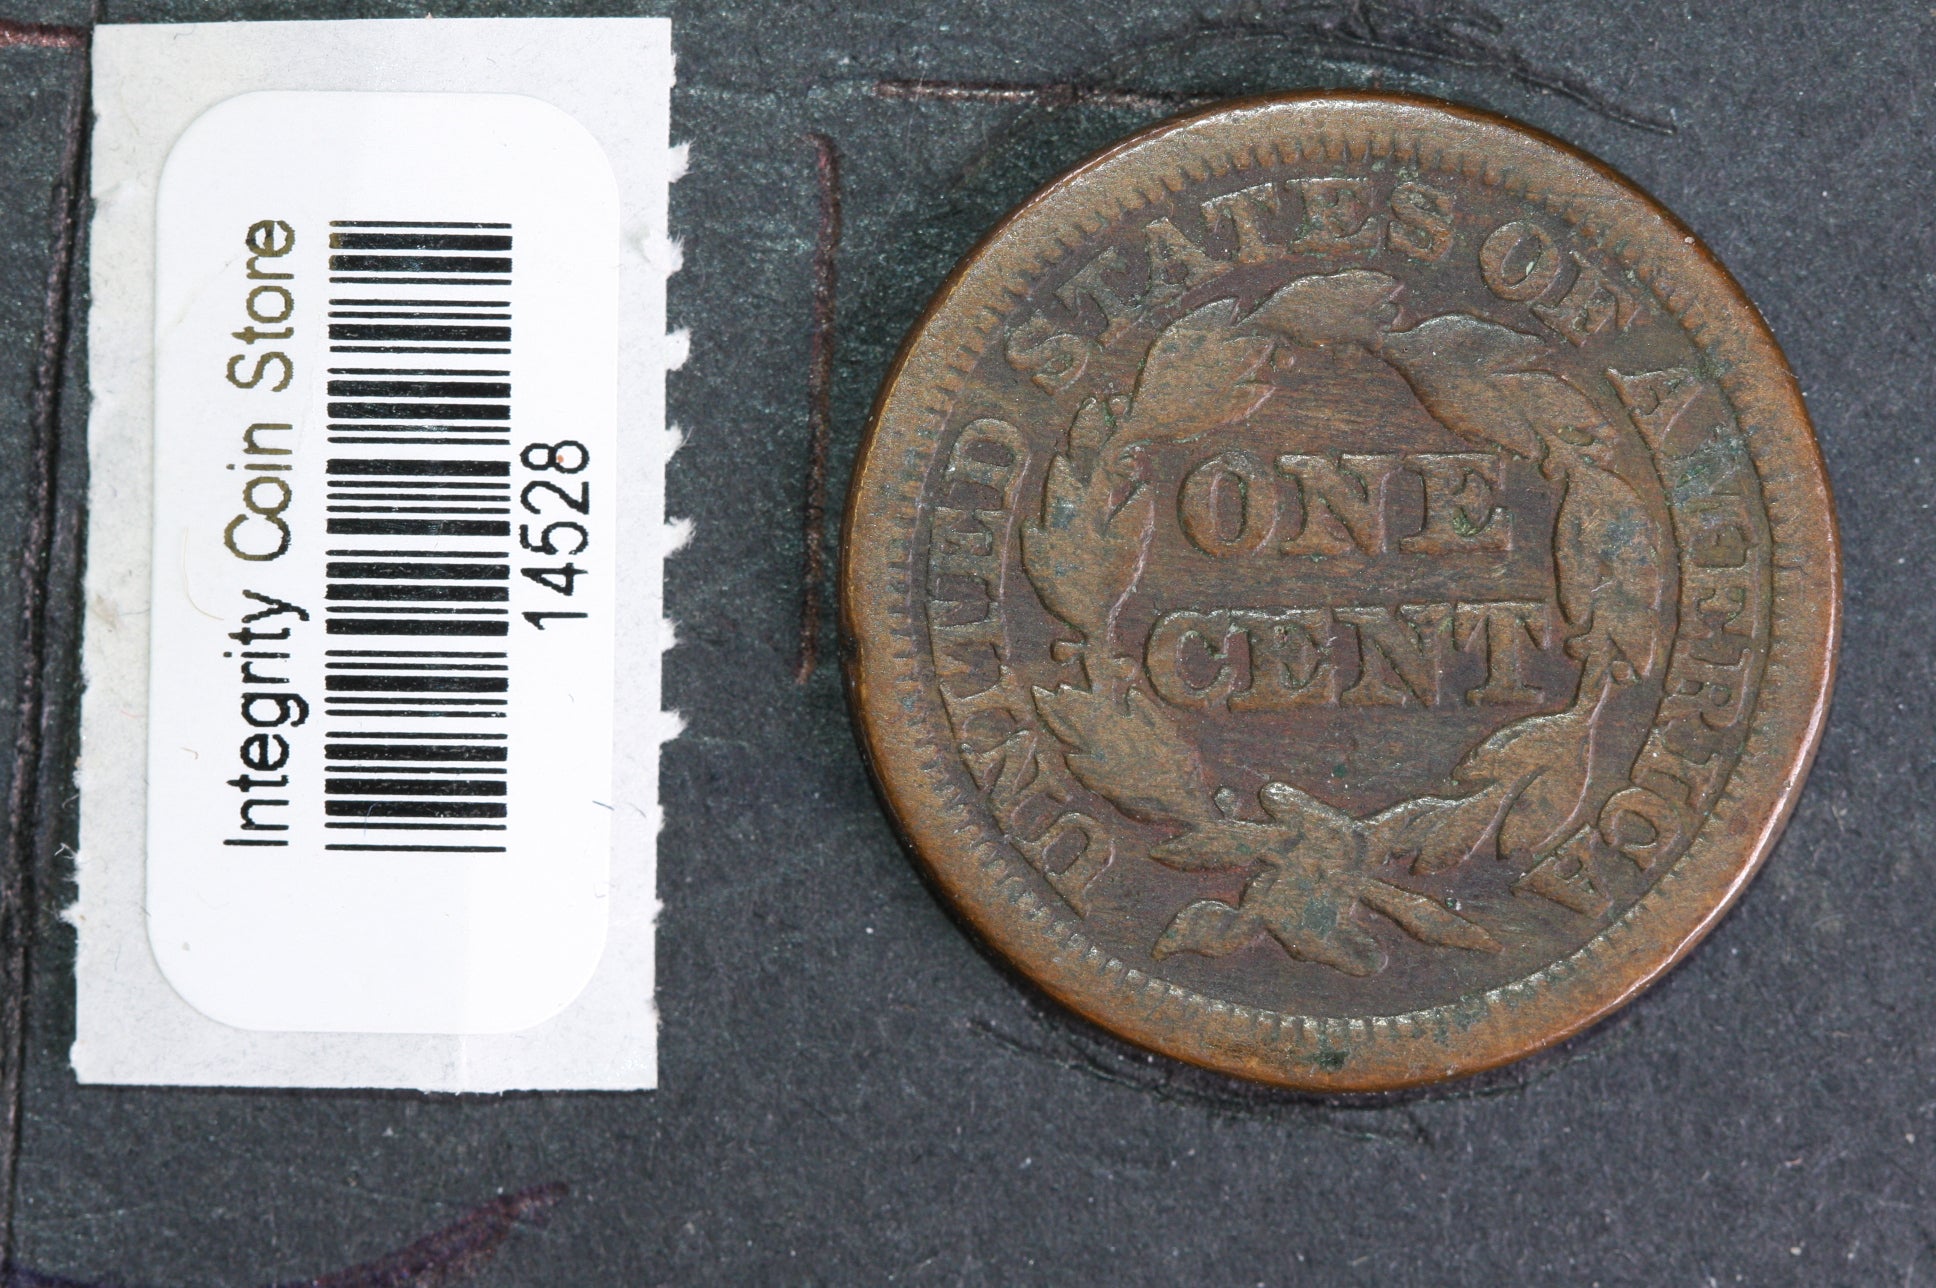 Integrity Coin Store
14528
UNITED STATES OF AMERICA
ONE
CENT